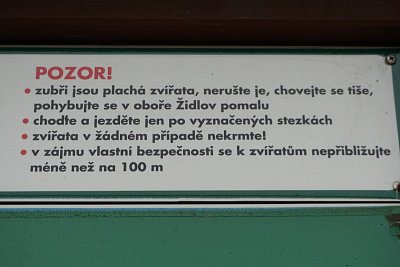 POZOR!
• zubři jsou plachá zvířata, nerušte je, chovejte se tiše,
pohybujte se v oboře Židlov pomalu
• choďte a jezděte jen po vyznačených stezkách
• zvířata v žádném případě nekrmte!
• v zájmu vlastní bezpečnosti se k zvířatům nepřibližujte
méně než na 100 m